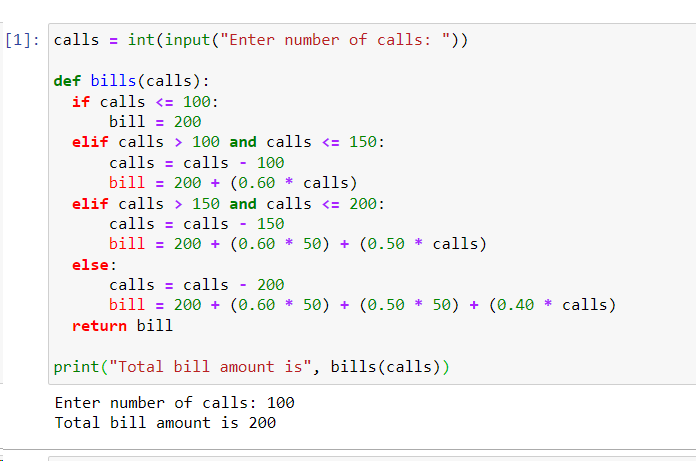 [1]: calls = int(input("Enter number of calls: "))
def bills(calls):
if calls <= 100:
bill = 200
elif calls > 100 and calls <= 150:
calls = calls - 100
bill = 200 + (0.60 * calls)
elif calls > 150 and calls <= 200:
calls = calls - 150
bill = 200 + (0.60 * 50) + (0.50 * calls)
else:
calls = calls - 200
bill = 200 + (0.60 * 50) + (0.50 * 50) + (0.40 * calls)
return bill
print("Total bill amount is", bills(calls))
Enter number of calls: 100
Total bill amount is 200